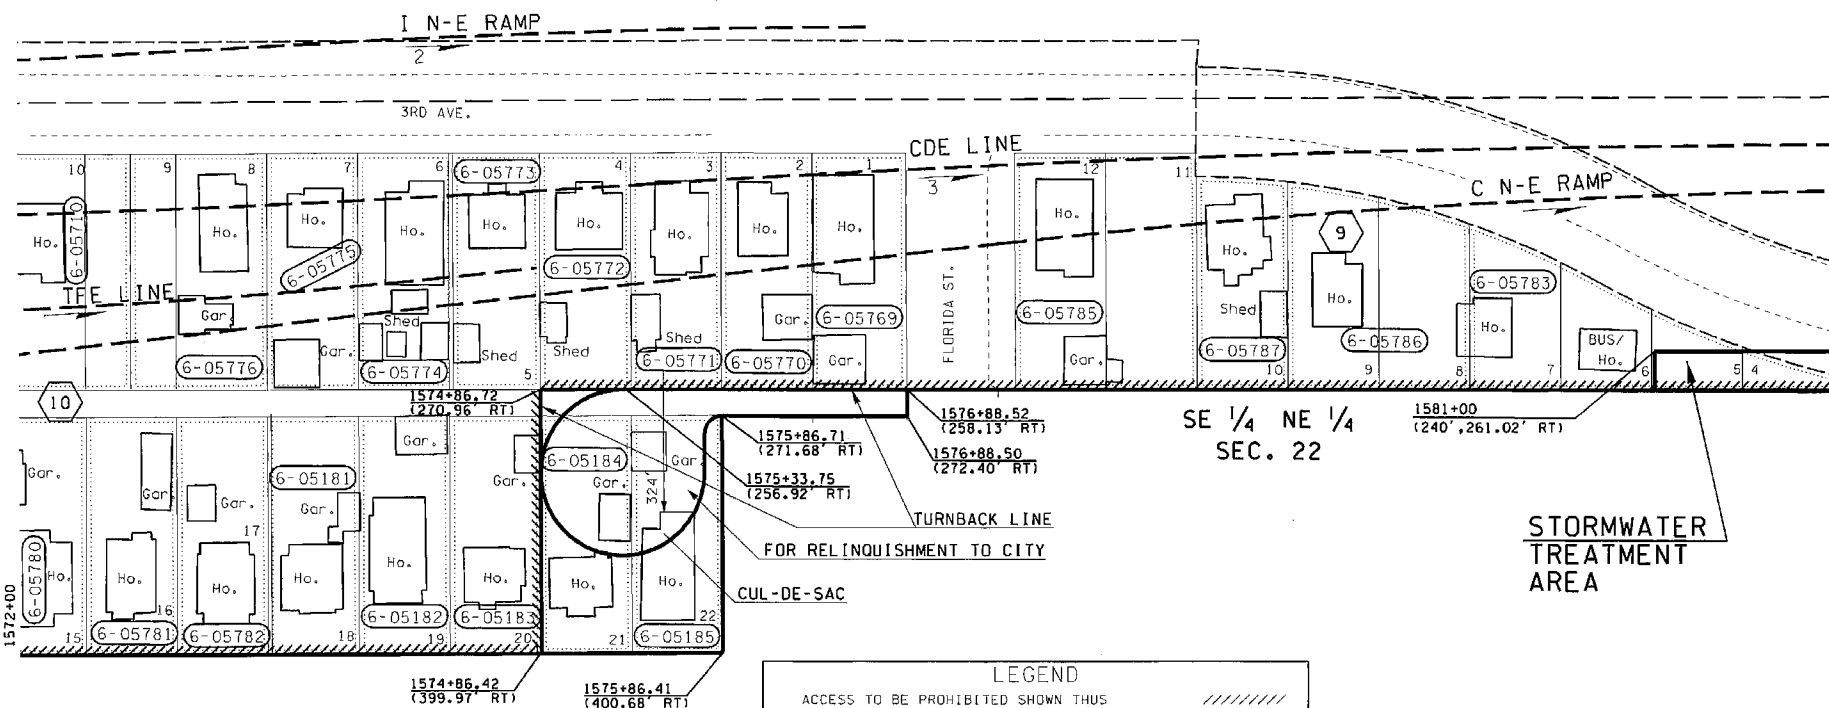 I N-E RAMP
2
3RD AVE.
CDE LINE
3
C N-E RAMP
10
9
8
7
6
6-05773
4
3
2
1
12
11
Ho.
6-05710
Ho.
Ho.
6-05775
Ho.
Ho.
Ho.
6-05772
Ho.
Ho.
Ho.
Ho.
Ho.
9
TFE LINE
Gar.
Shed
Gar.
6-05776
6-05774
Shed
5
Shed
Shed
6-05771
Gar.
6-05770
6-05769
Gar.
FLORIDA ST.
6-05785
Gar.
Shed
6-05787
10
Ho.
6-05786
9
6-05783
Ho.
8
7
BUS/
Ho.
6
5
4
10
1574+86.72
(270.96' RT)
1576+88.52
(258.13' RT)
SE 1/4 NE 1/4
SEC. 22
1581+00
(240',261.02' RT)
1575+86.71
(271.68' RT)
1576+88.50
(272.40' RT)
1575+33.75
(256.92' RT)
Gar.
Gar.
Gar.
6-05181
Gar.
Gar.
Gar.
6-05184
Gar.
Gar.
324'
TURNBACK LINE
FOR RELINQUISHMENT TO CITY
CUL-DE-SAC
STORMWATER
TREATMENT
AREA
1572+00
6-05780
Ho.
15
Ho.
16
6-05781
17
Ho.
6-05782
Ho.
18
Ho.
6-05182
19
Ho.
6-05183
20
Ho.
21
Ho.
22
6-05185
1574+86.42
(399.97' RT)
1575+86.41
(400.68' RT)
LEGEND
ACCESS TO BE PROHIBITED SHOWN THUS